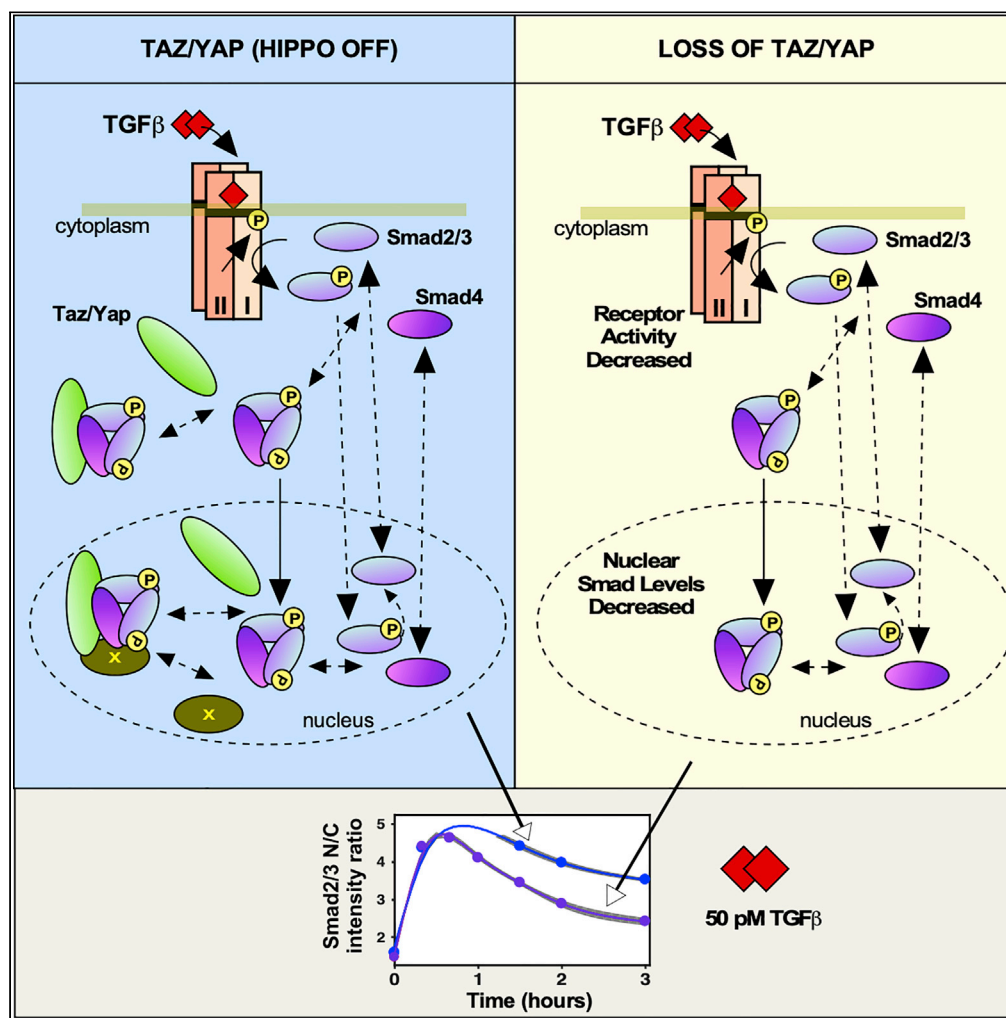 TAZ/YAP (HIPPO OFF)
LOSS OF TAZ/YAP
TGFβ
P
cytoplasm
Smad2/3
P
II
I
Smad4
Taz/Yap
P
P
P
P
P
P
P
P
P
X
X
nucleus
TGFβ
P
cytoplasm
Smad2/3
P
II
I
Receptor
Activity
Decreased
Smad4
P
P
Nuclear
Smad Levels
Decreased
P
P
P
nucleus
Smad2/3 N/C
intensity ratio
5
4
3
2
0
1
2
3
Time (hours)
50 pM TGFβ